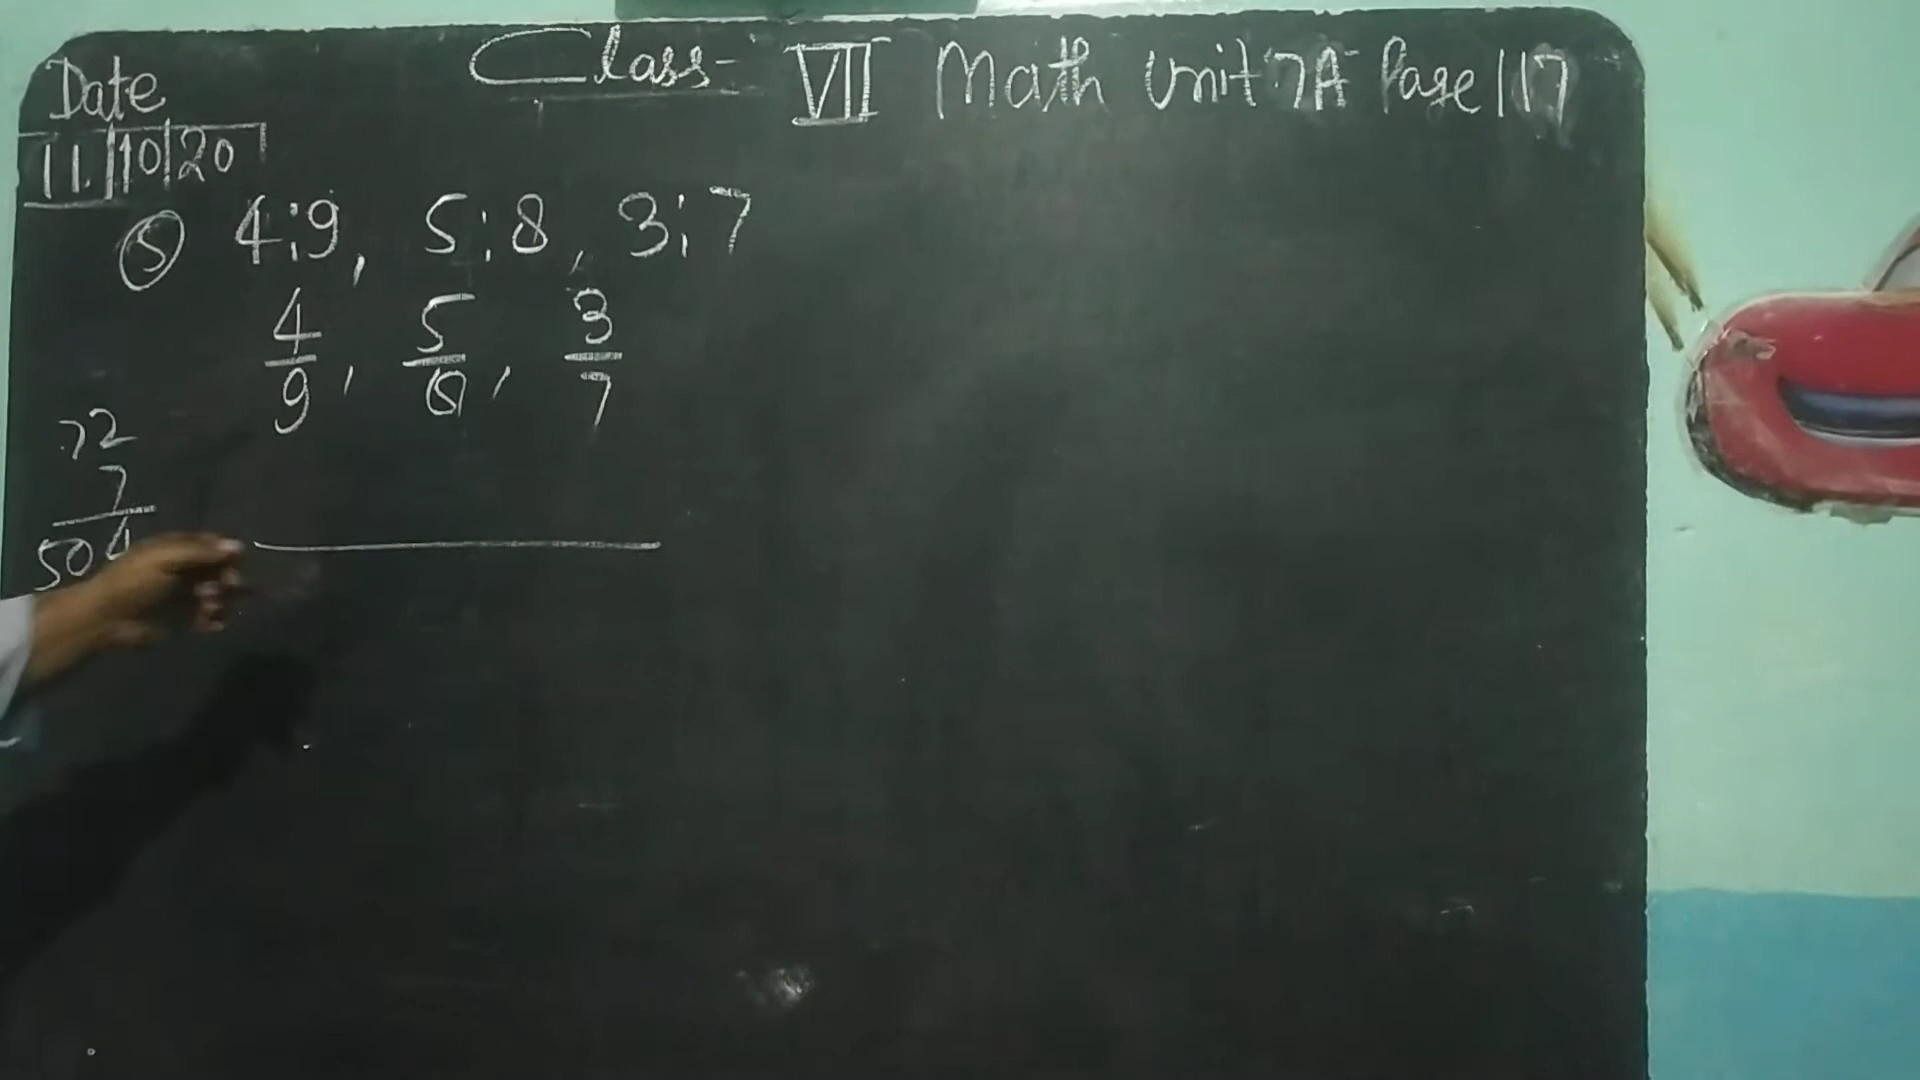 Date Class- VII Math Unit 7A Page 117
11/10/20
⑤ 4:9, 5:8, 3:7
4/9, 5/8, 3/7
72
7
504